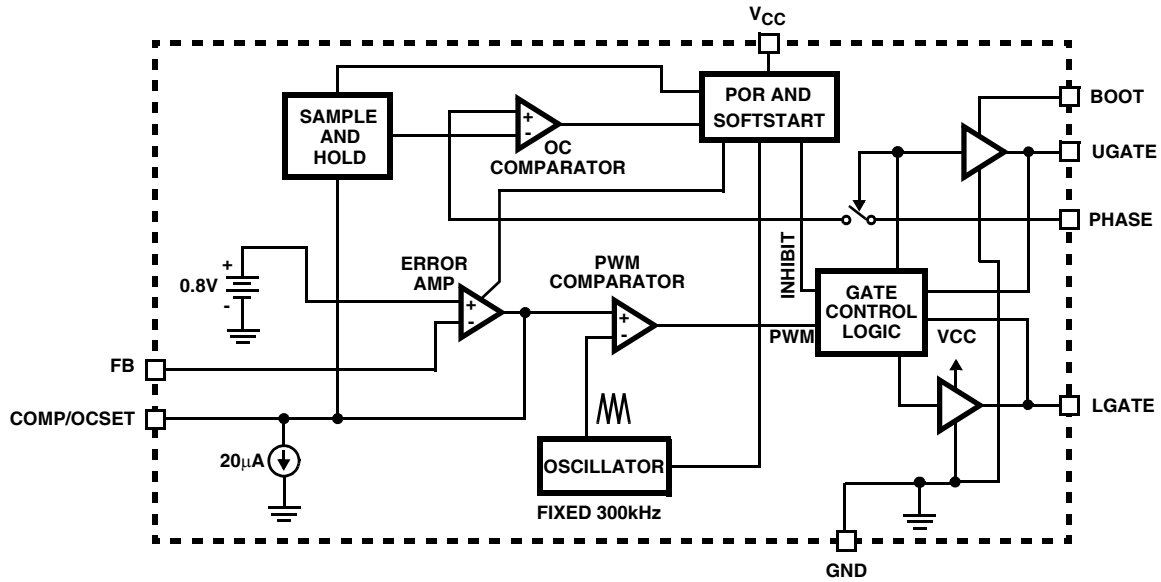 VCC
SAMPLE
AND
HOLD
+
-
OC
COMPARATOR
POR AND
SOFTSTART
BOOT
UGATE
PHASE
0.8V
+
-
ERROR
AMP
+
-
PWM
COMPARATOR
+
-
INHIBIT
GATE
CONTROL
LOGIC
PWM
VCC
FB
COMP/OCSET
LGATE
20µA
OSCILLATOR
FIXED 300kHz
GND